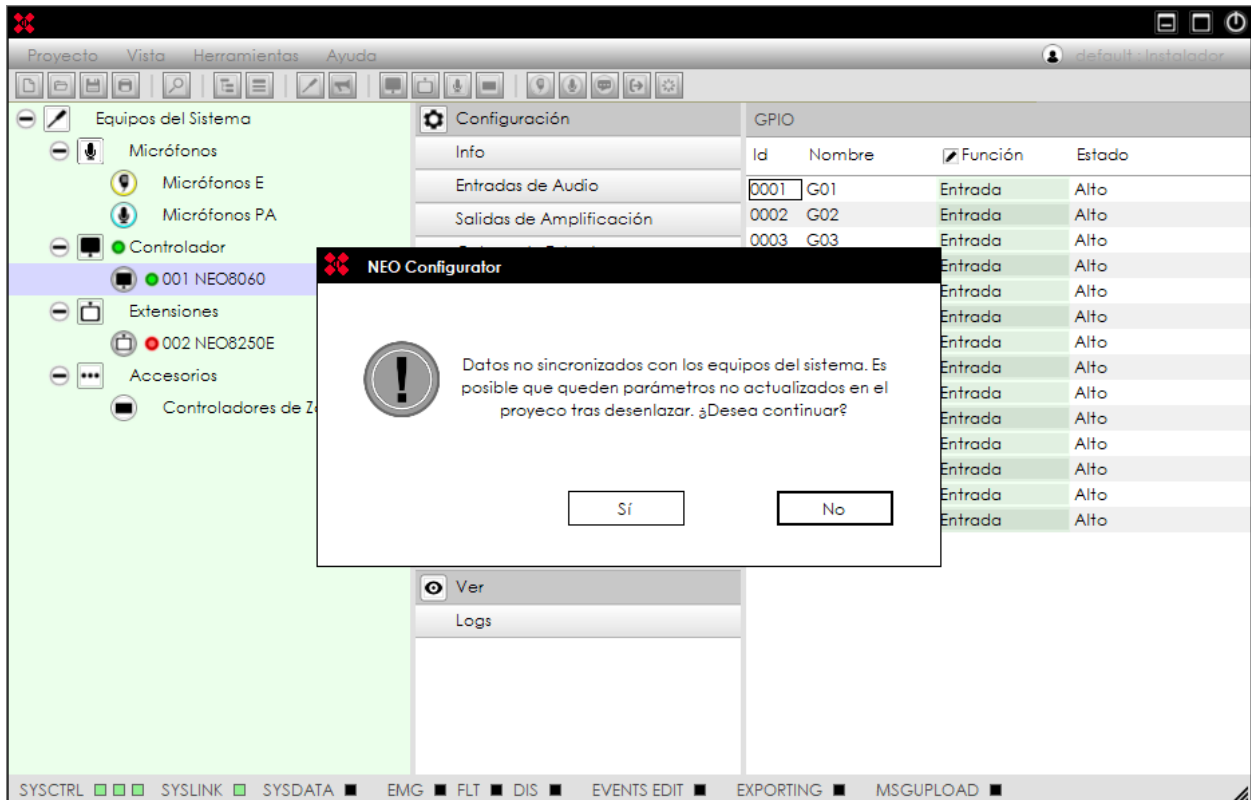 Proyecto Vista Herramientas Ayuda default : Instalador
Equipos del Sistema
Micrófonos
Micrófonos E
Micrófonos PA
Controlador
001 NEO8060
Extensiones
002 NEO8250E
Accesorios
Controladores de
Configuración
Info
Entradas de Audio
Salidas de Amplificación
GPIO
Id Nombre Función Estado
0001 G01 Entrada Alto
0002 G02 Entrada Alto
0003 G03 Entrada Alto
Entrada Alto
Entrada Alto
Entrada Alto
Entrada Alto
Entrada Alto
Entrada Alto
Entrada Alto
Entrada Alto
Entrada Alto
Entrada Alto
Entrada Alto
NEO Configurator
Datos no sincronizados con los equipos del sistema. Es
posible que queden parámetros no actualizados en el
proyeco tras desenlazar. ¿Desea continuar?
Sí No
Ver
Logs
SYSCTRL SYSLINK SYSDATA EMG FLT DIS EVENTS EDIT EXPORTING MSGUPLOAD